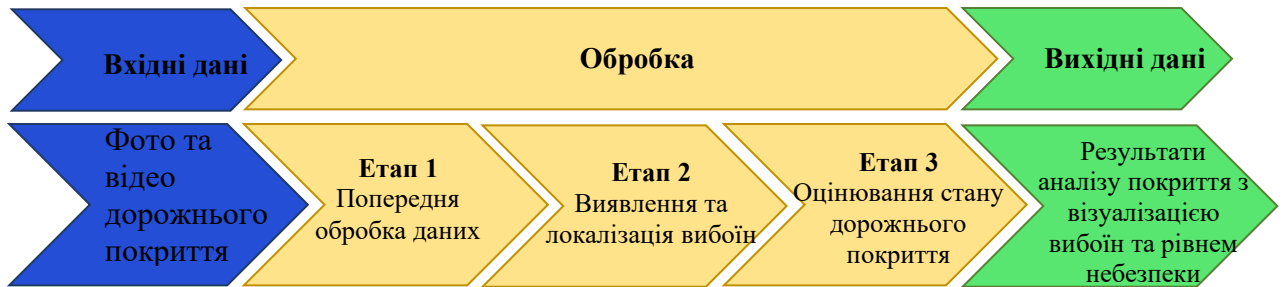 Вхідні дані
Обробка
Вихідні дані
Фото та
відео
дорожнього
покриття
Етап 1
Попередня
обробка даних
Етап 2
Виявлення та
локалізація вибоїн
Етап 3
Оцінювання стану
дорожнього
покриття
Результати
аналізу покриття з
візуалізацією
вибоїн та рівнем
небезпеки